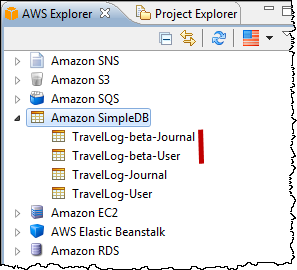 AWS Explorer
Project Explorer
Amazon SNS
Amazon S3
Amazon SQS
Amazon SimpleDB
TravelLog-beta-Journal
TravelLog-beta-User
TravelLog-Journal
TravelLog-User
Amazon EC2
AWS Elastic Beanstalk
Amazon RDS